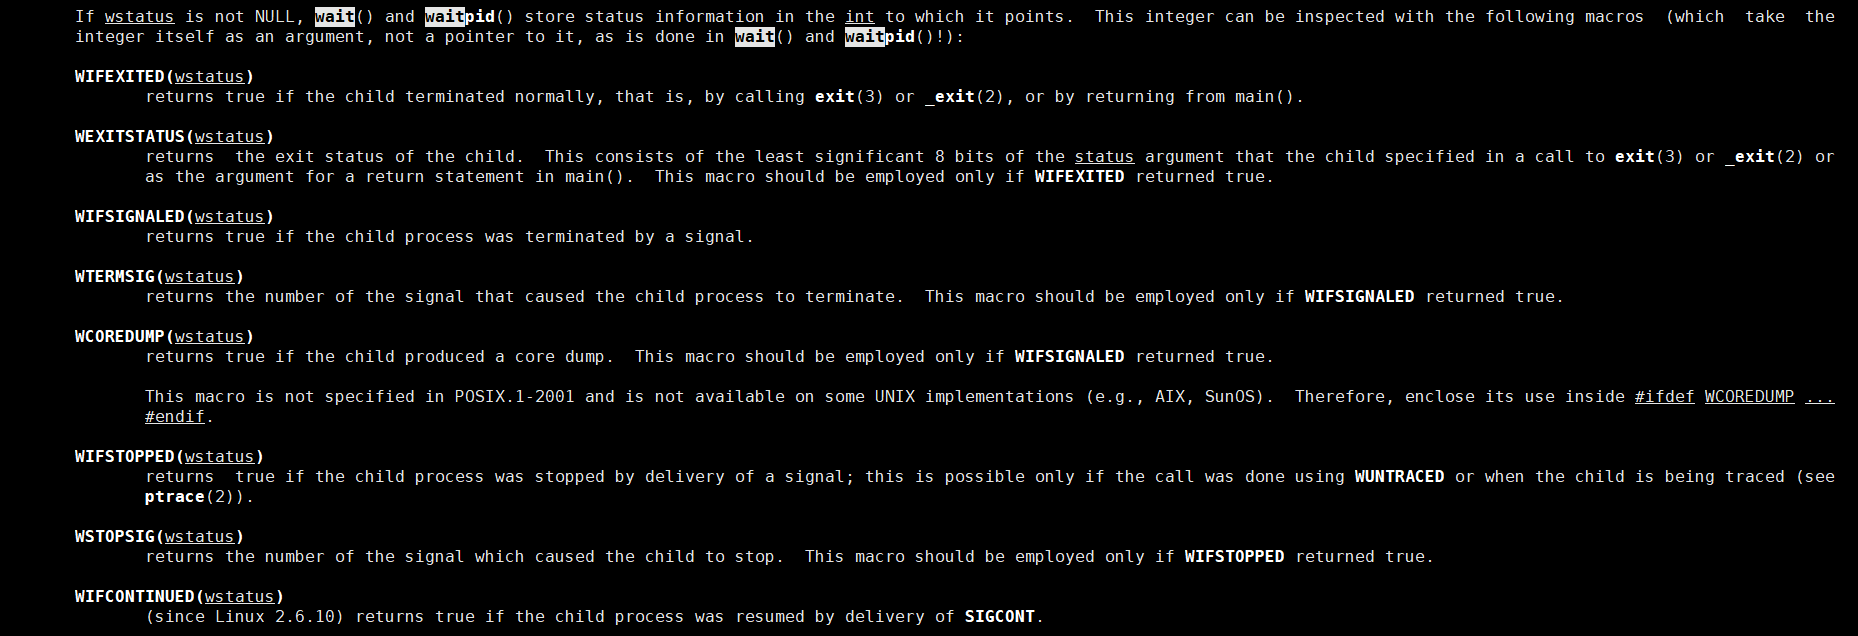 If wstatus is not NULL, wait() and waitpid() store status information in the int to which it points.  This integer can be inspected with the following macros  (which  take  the
integer itself as an argument, not a pointer to it, as is done in wait() and waitpid()!):
WIFEXITED(wstatus)
returns true if the child terminated normally, that is, by calling exit(3) or _exit(2), or by returning from main().
WEXITSTATUS(wstatus)
returns  the exit status of the child.  This consists of the least significant 8 bits of the status argument that the child specified in a call to exit(3) or _exit(2) or
as the argument for a return statement in main().  This macro should be employed only if WIFEXITED returned true.
WIFSIGNALED(wstatus)
returns true if the child process was terminated by a signal.
WTERMSIG(wstatus)
returns the number of the signal that caused the child process to terminate.  This macro should be employed only if WIFSIGNALED returned true.
WCOREDUMP(wstatus)
returns true if the child produced a core dump.  This macro should be employed only if WIFSIGNALED returned true.
This macro is not specified in POSIX.1-2001 and is not available on some UNIX implementations (e.g., AIX, SunOS).  Therefore, enclose its use inside #ifdef WCOREDUMP ...
#endif.
WIFSTOPPED(wstatus)
returns  true if the child process was stopped by delivery of a signal; this is possible only if the call was done using WUNTRACED or when the child is being traced (see
ptrace(2)).
WSTOPSIG(wstatus)
returns the number of the signal which caused the child to stop.  This macro should be employed only if WIFSTOPPED returned true.
WIFCONTINUED(wstatus)
(since Linux 2.6.10) returns true if the child process was resumed by delivery of SIGCONT.